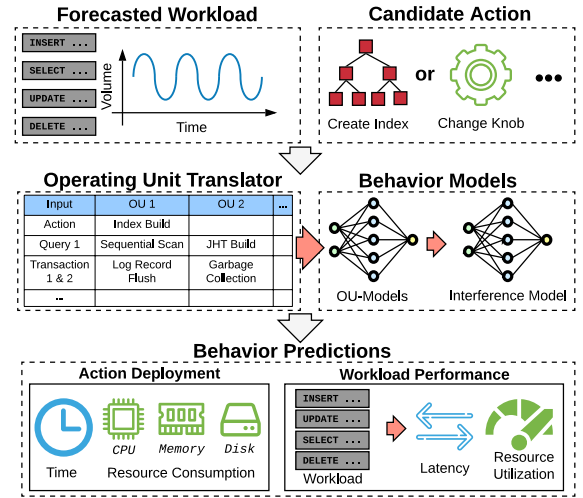 Forecasted Workload
INSERT ...
SELECT ...
UPDATE ...
DELETE ...
Volume
Time
Candidate Action
or
...
Create Index
Change Knob
Operating Unit Translator
Input OU 1 OU 2 ...
Action Index Build
Query 1 Sequential Scan JHT Build
Transaction 1 & 2 Log Record Flush Garbage Collection
...
Behavior Models
OU-Models
Interference Model
Behavior Predictions
Action Deployment
Time
CPU
Memory
Disk
Resource Consumption
Workload Performance
INSERT ...
UPDATE ...
SELECT ...
DELETE ...
Workload
Latency
Resource
Utilization